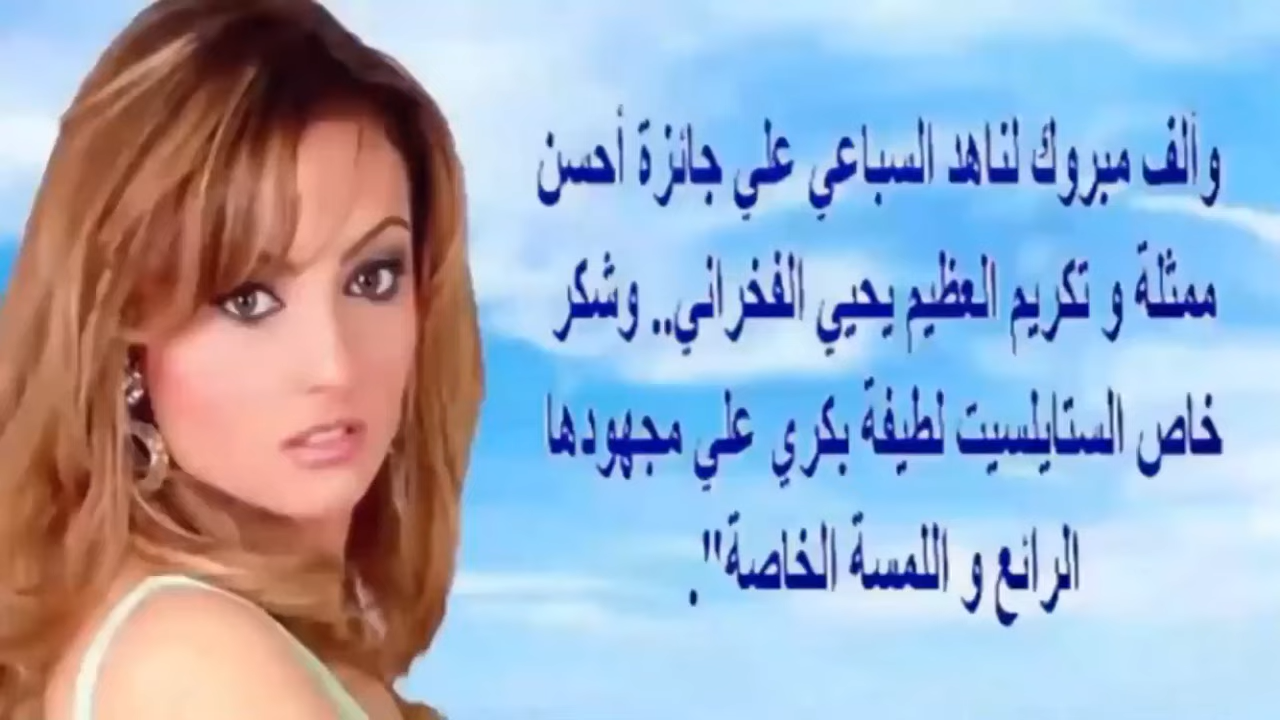 وألف مبروك لناهد السباعي علي جائزة أحسن
ممثلة و تكريم العظيم يحيي الفخراني.. وشكر
خاص الستايلسيت لطيفة بكري علي مجهودها
الرائع و اللمسة الخاصة".